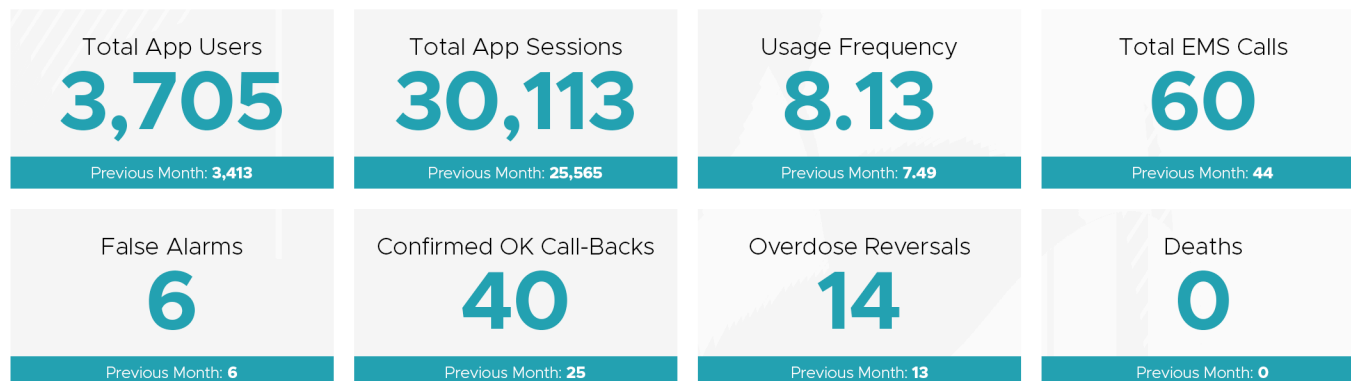 Total App Users
3,705
Previous Month: 3,413
Total App Sessions
30,113
Previous Month: 25,565
Usage Frequency
8.13
Previous Month: 7.49
Total EMS Calls
60
Previous Month: 44
False Alarms
6
Previous Month: 6
Confirmed OK Call-Backs
40
Previous Month: 25
Overdose Reversals
14
Previous Month: 13
Deaths
0
Previous Month: 0